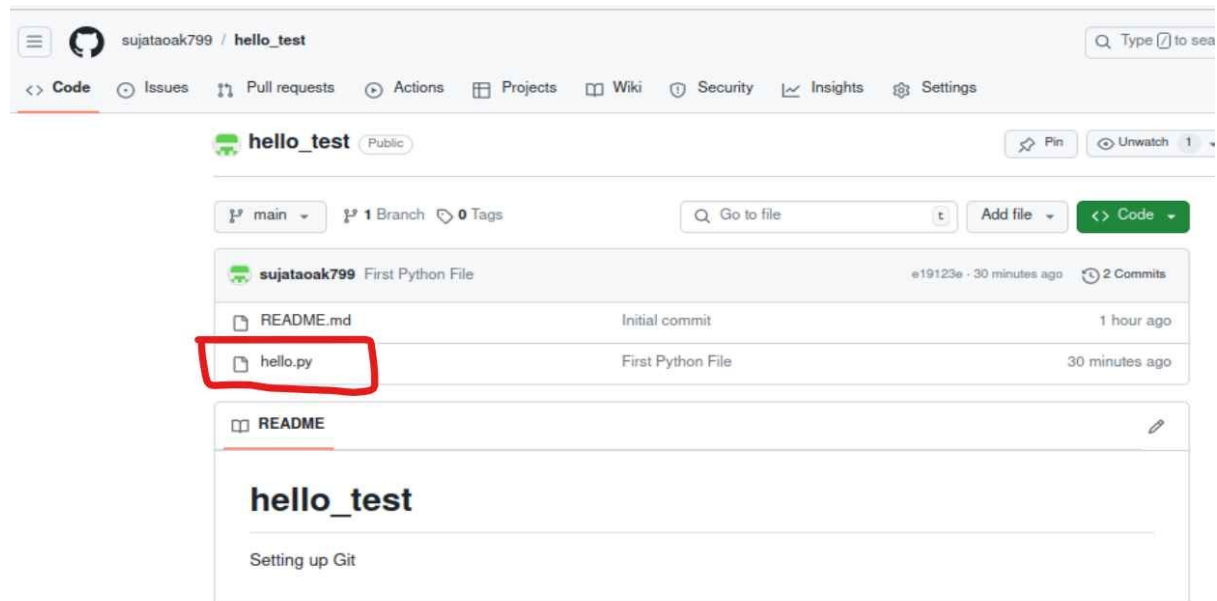 sujataoak799 / hello_test
Type / to sea
<> Code Issues Pull requests Actions Projects Wiki Security Insights Settings
hello_test Public
Pin Unwatch 1
main 1 Branch 0 Tags Go to file t Add file <> Code
sujataoak799 First Python File e19123e · 30 minutes ago 2 Commits
README.md Initial commit 1 hour ago
hello.py First Python File 30 minutes ago
README
hello_test
Setting up Git